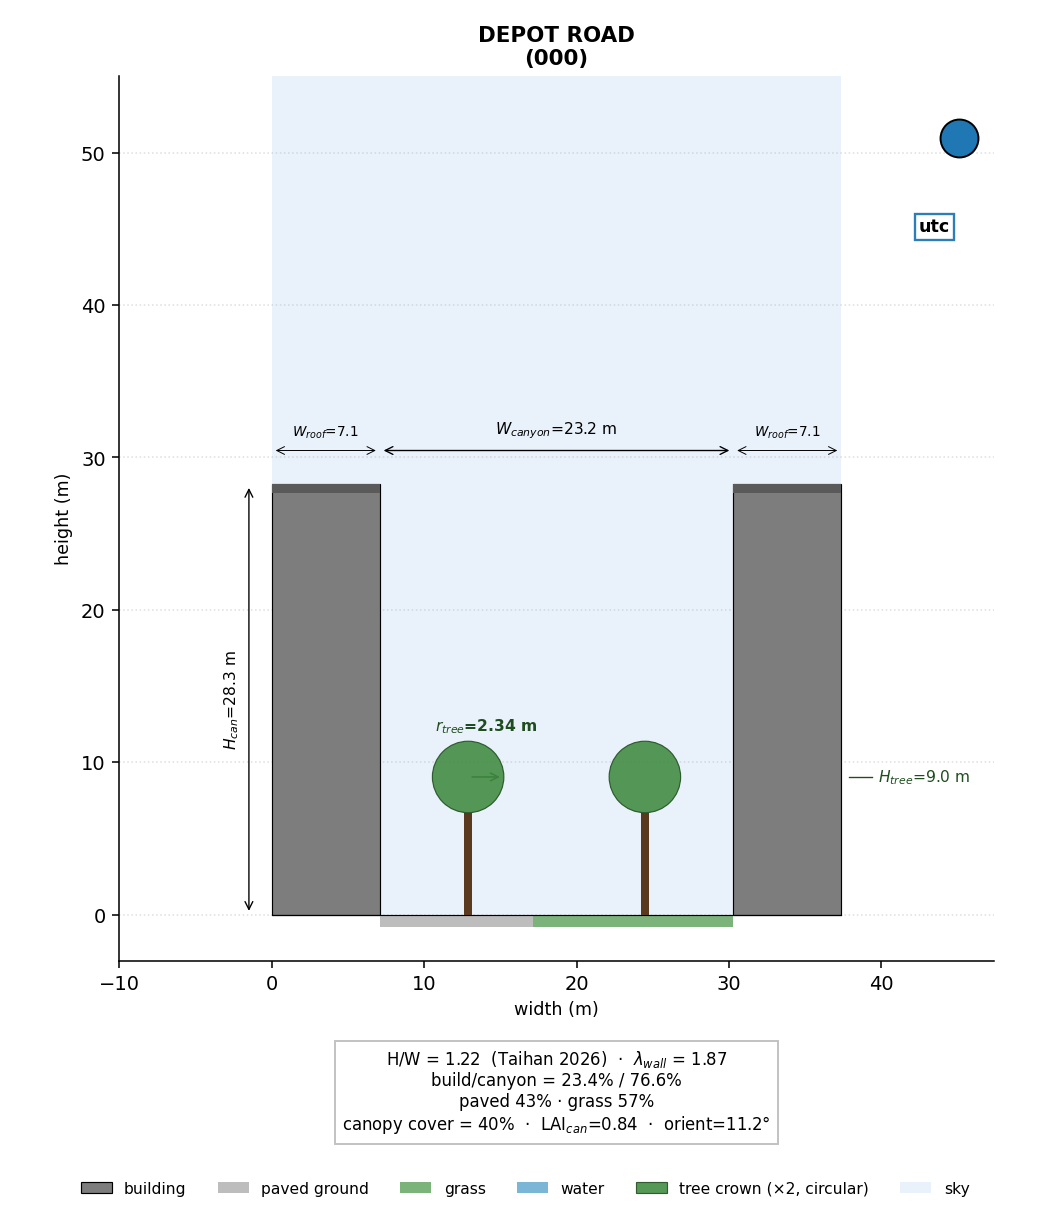 DEPOT ROAD
(000)
50
utc
40
W_roof=7.1
W_canyon=23.2 m
W_roof=7.1
30
height (m)
20
H_can=28.3 m
r_tree=2.34 m
10
H_tree=9.0 m
0
−10
0
10
20
30
40
width (m)
H/W = 1.22 (Taihan 2026) · λ_wall = 1.87
build/canyon = 23.4% / 76.6%
paved 43% · grass 57%
canopy cover = 40% · LAI_can=0.84 · orient=11.2°
building
paved ground
grass
water
tree crown (×2, circular)
sky